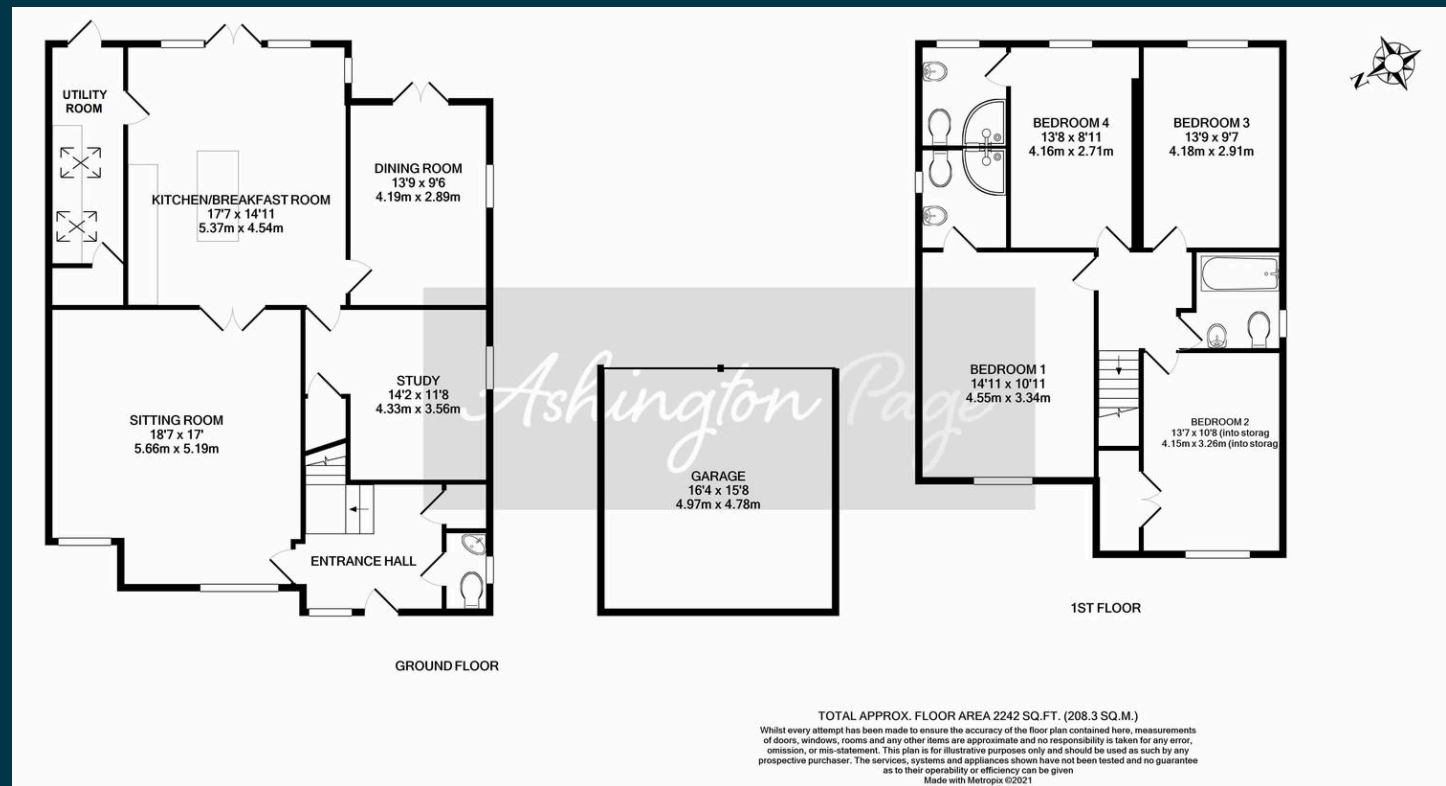 UTILITY
ROOM
KITCHEN/BREAKFAST ROOM
17'7 x 14'11
5.37m x 4.54m
DINING ROOM
13'9 x 9'6
4.19m x 2.89m
SITTING ROOM
18'7 x 17'
5.66m x 5.19m
STUDY
14'2 x 11'8
4.33m x 3.56m
ENTRANCE HALL
GROUND FLOOR
Ashington Page
GARAGE
16'4 x 15'8
4.97m x 4.78m
N
BEDROOM 4
13'8 x 8'11
4.16m x 2.71m
BEDROOM 3
13'9 x 9'7
4.18m x 2.91m
BEDROOM 1
14'11 x 10'11
4.55m x 3.34m
BEDROOM 2
13'7 x 10'8 (into storag
4.15m x 3.26m (into storag
1ST FLOOR
TOTAL APPROX. FLOOR AREA 2242 SQ.FT. (208.3 SQ.M.)
Whilst every attempt has been made to ensure the accuracy of the floor plan contained here, measurements
of doors, windows, rooms and any other items are approximate and no responsibility is taken for any error,
omission, or mis-statement. This plan is for illustrative purposes only and should be used as such by any
prospective purchaser. The services, systems and appliances shown have not been tested and no guarantee
as to their operability or efficiency can be given
Made with Metropix ©2021